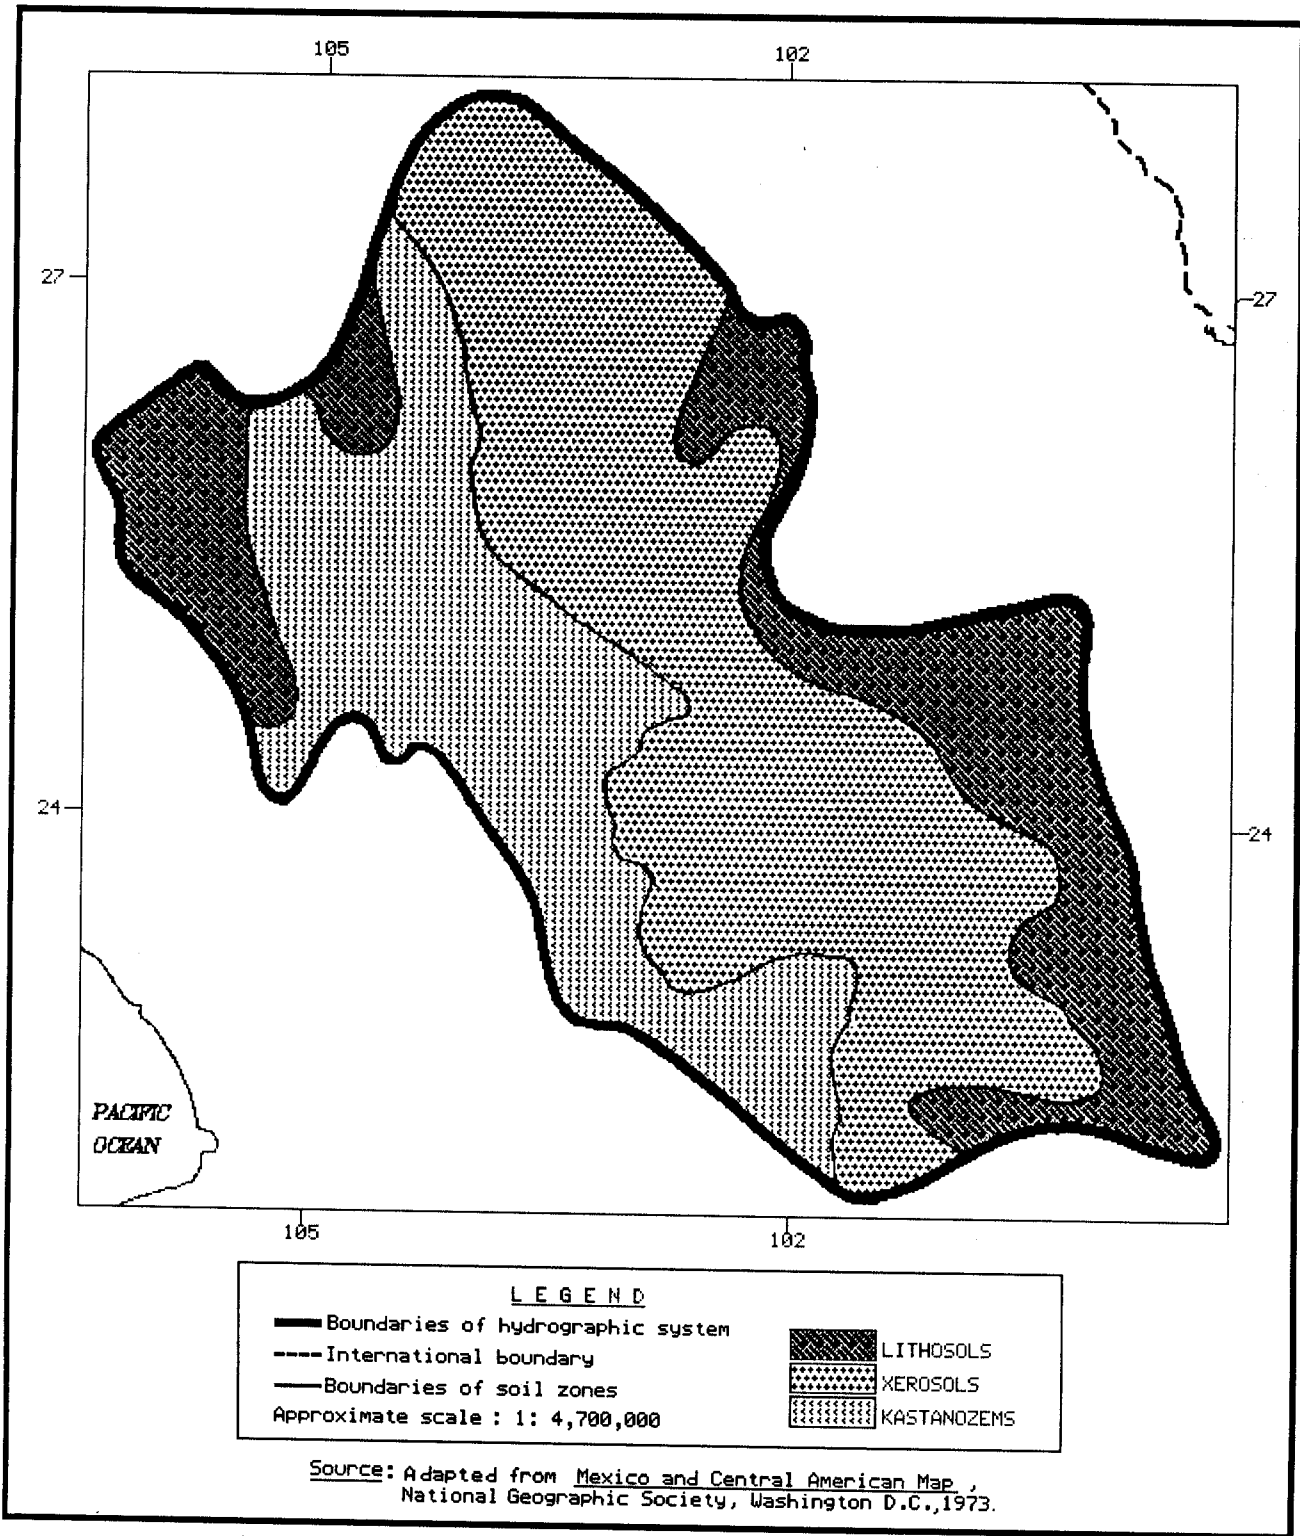 105
102
27
27
24
24
PACIFIC
OCEAN
105
102
LEGEND
Boundaries of hydrographic system
International boundary
Boundaries of soil zones
Approximate scale : 1: 4,700,000
LITHOSOLS
XEROSOLS
KASTANOZEMS
Source: Adapted from Mexico and Central American Map ,
National Geographic Society, Washington D.C.,1973.